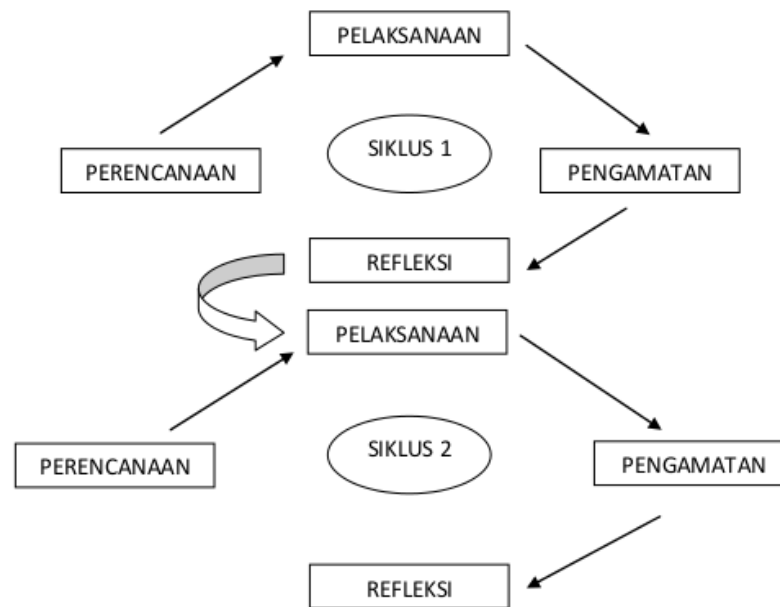 PELAKSANAAN
SIKLUS 1
PERENCANAAN
PENGAMATAN
REFLEKSI
PELAKSANAAN
SIKLUS 2
PERENCANAAN
PENGAMATAN
REFLEKSI